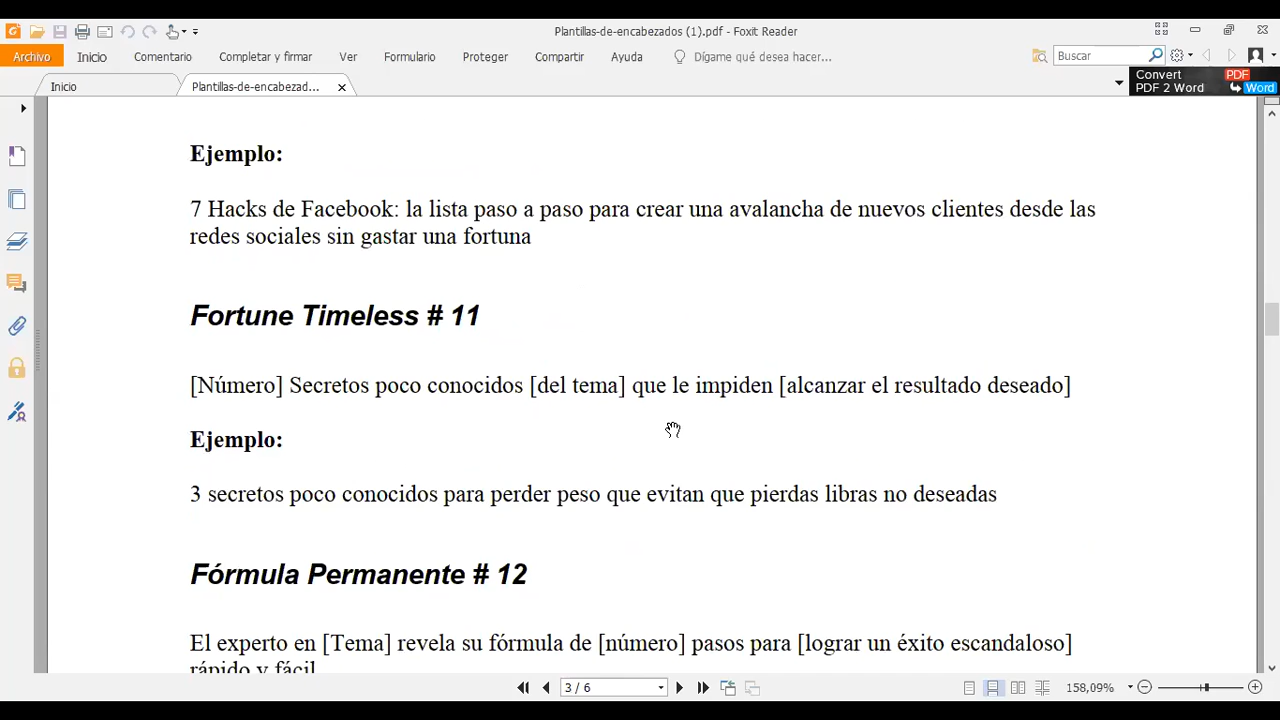 Plantillas-de-encabezados (1).pdf - Foxit Reader
Archivo Inicio Comentario Completar y firmar Ver Formulario Proteger Compartir Ayuda Dígame qué desea hacer... Buscar
Inicio Plantillas-de-encabezad... Convert PDF
PDF 2 Word Word
Ejemplo:
7 Hacks de Facebook: la lista paso a paso para crear una avalancha de nuevos clientes desde las
redes sociales sin gastar una fortuna
Fortune Timeless # 11
[Número] Secretos poco conocidos [del tema] que le impiden [alcanzar el resultado deseado]
Ejemplo:
3 secretos poco conocidos para perder peso que evitan que pierdas libras no deseadas
Fórmula Permanente # 12
El experto en [Tema] revela su fórmula de [número] pasos para [lograr un éxito escandaloso]
rápido y fácil
3 / 6 158,09%